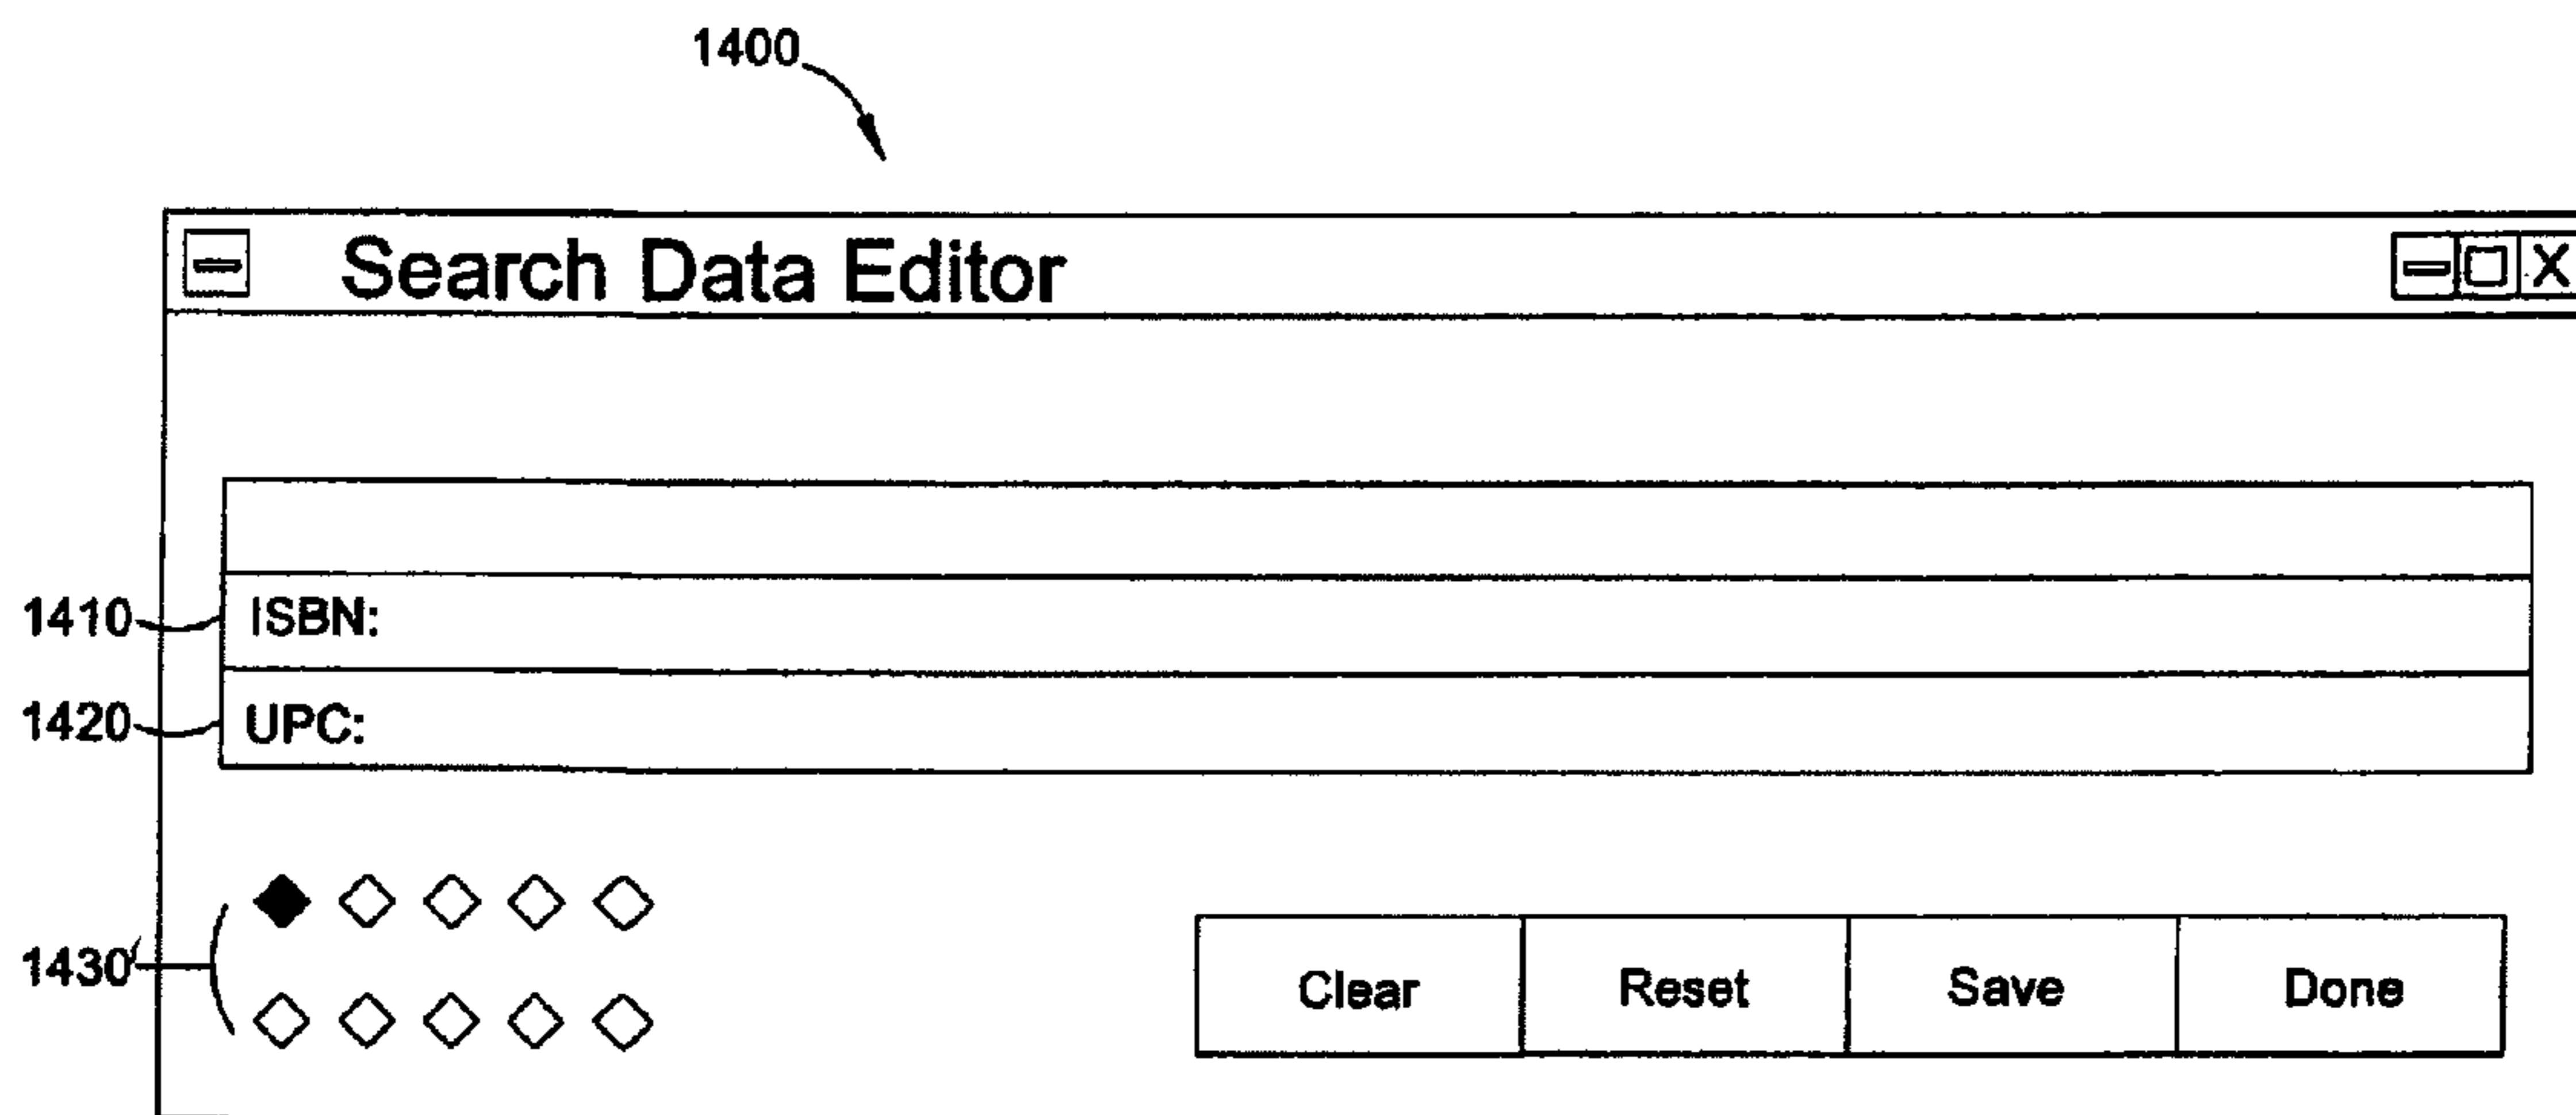 1400
Search Data Editor X
1410 ISBN:
1420 UPC:
1430
Clear Reset Save Done